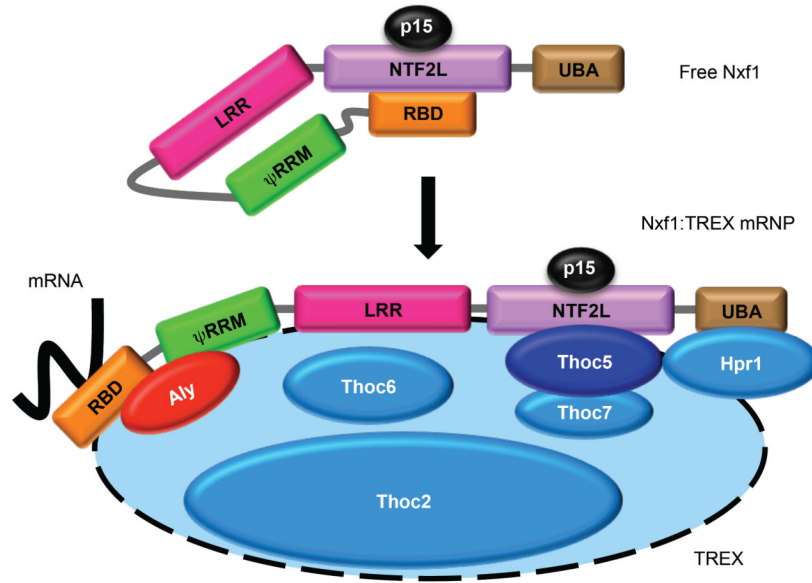 p15
NTF2L
UBA
Free Nxf1
LRR
RBD
ψRRM
Nxf1:TREX mRNP
mRNA
p15
ψRRM
LRR
NTF2L
UBA
RBD
Aly
Thoc6
Thoc5
Hpr1
Thoc7
Thoc2
TREX